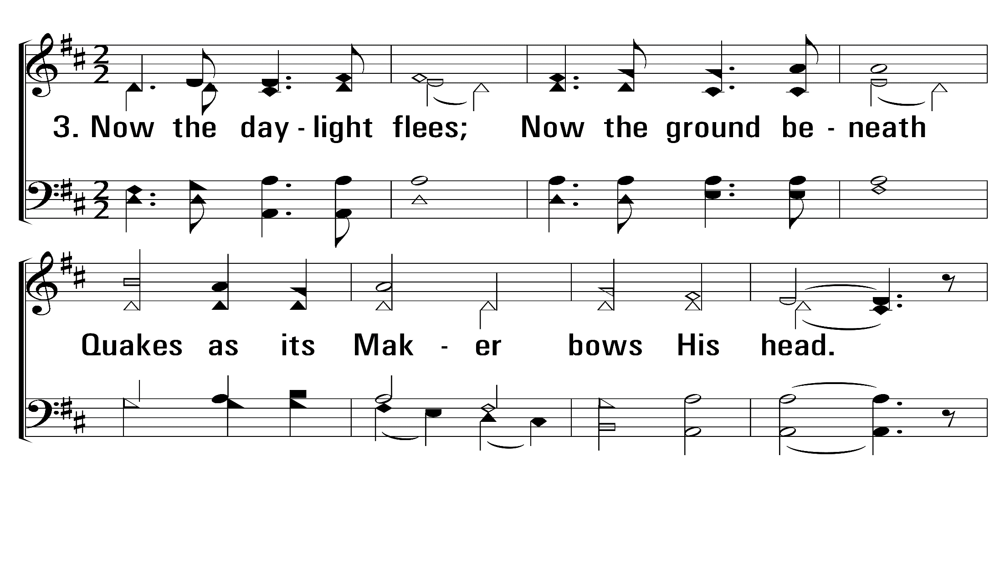 3. Now the day - light flees; Now the ground be - neath
Quakes as its Mak - er bows His head.